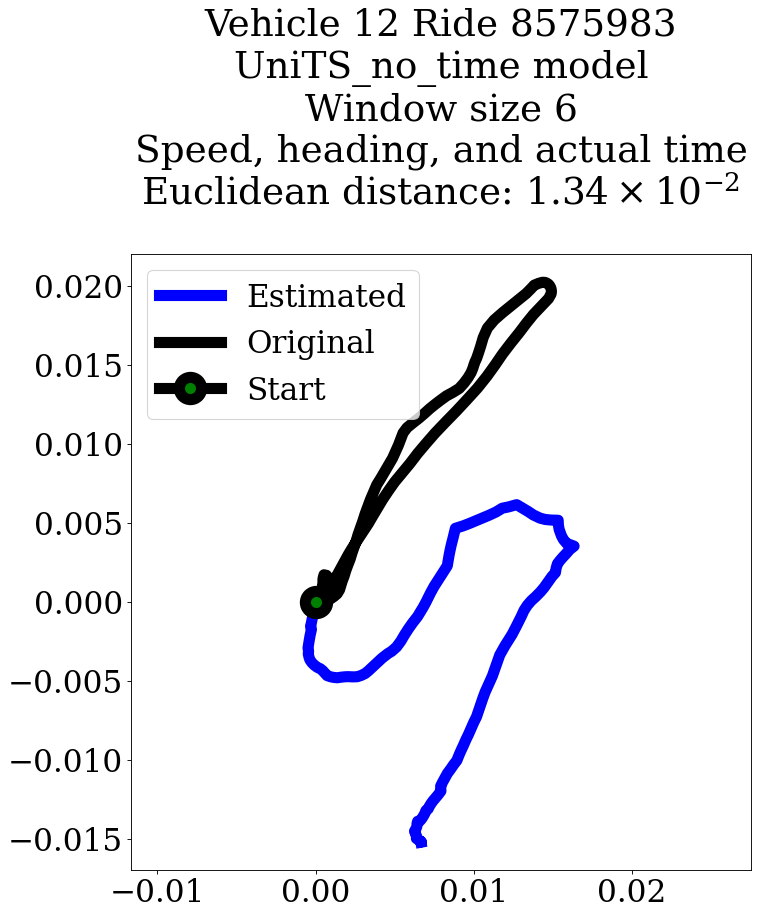 Vehicle 12 Ride 8575983
UniTS_no_time model
Window size 6
Speed, heading, and actual time
Euclidean distance: 1.34 × 10⁻²
Estimated
Original
Start
0.020
0.015
0.010
0.005
0.000
−0.005
−0.010
−0.015
−0.01 0.00 0.01 0.02